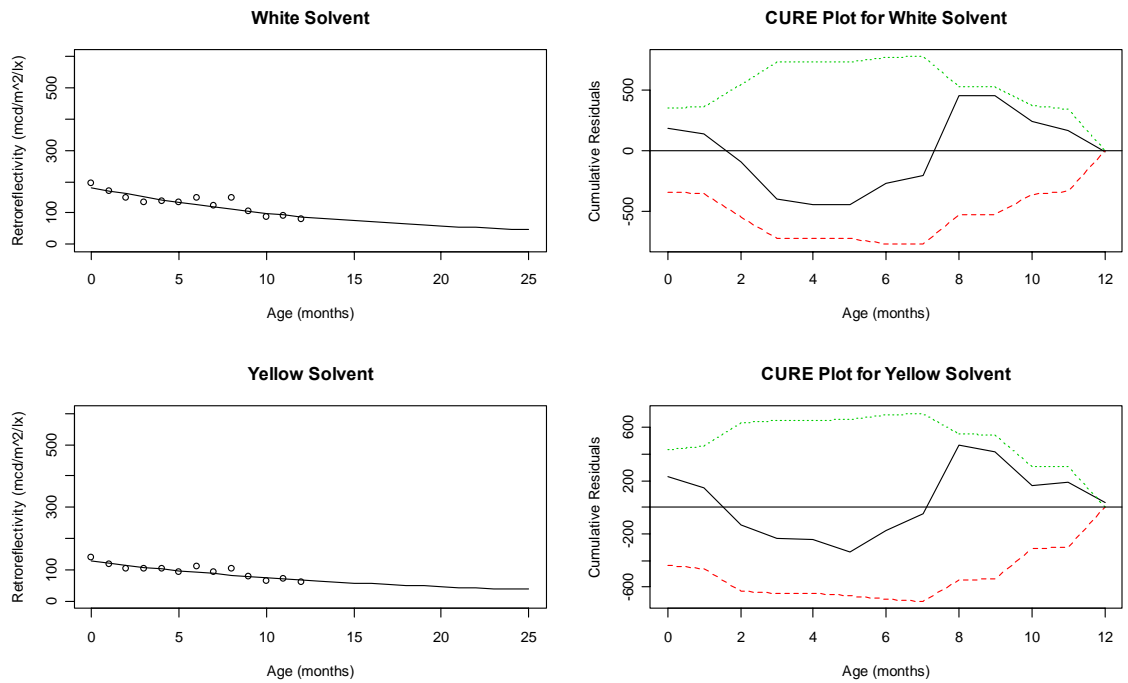 White Solvent
Retroreflectivity (mcd/m^2/lx)
500
300
100
0
0 5 10 15 20 25
Age (months)
CURE Plot for White Solvent
Cumulative Residuals
500
0
-500
0 2 4 6 8 10 12
Age (months)
Yellow Solvent
Retroreflectivity (mcd/m^2/lx)
500
300
100
0
0 5 10 15 20 25
Age (months)
CURE Plot for Yellow Solvent
Cumulative Residuals
600
200
-200
-600
0 2 4 6 8 10 12
Age (months)